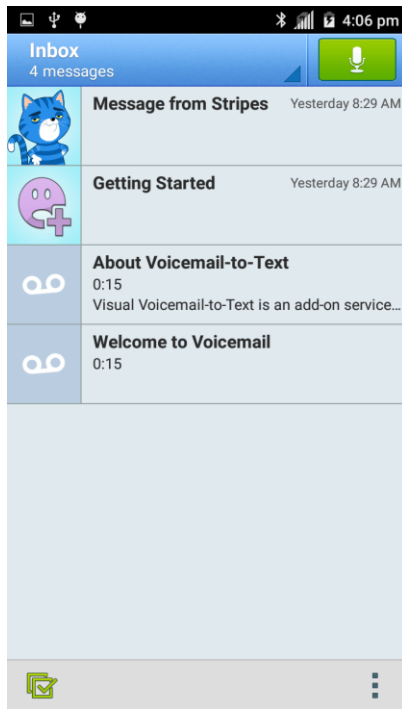 4:06 pm
Inbox
4 messages
Message from Stripes Yesterday 8:29 AM
Getting Started Yesterday 8:29 AM
About Voicemail-to-Text
0:15
Visual Voicemail-to-Text is an add-on service...
Welcome to Voicemail
0:15